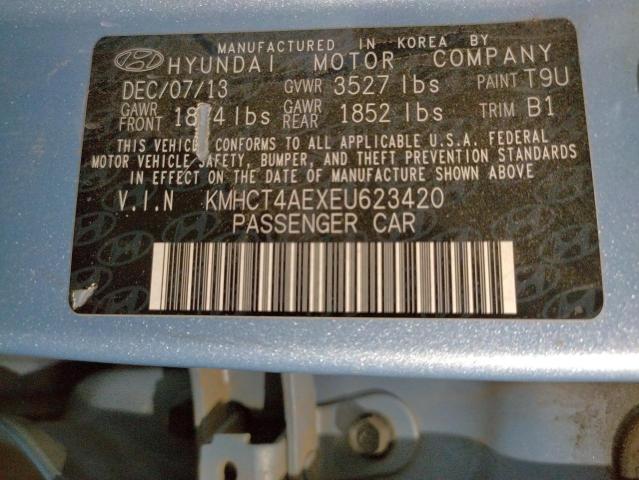 MANUFACTURED IN KOREA BY
HYUNDAI MOTOR COMPANY
DEC/07/13 GVWR 3527 lbs PAINT T9U
GAWR FRONT lbs GAWR REAR 1852 lbs TRIM B1
THIS VEHICLE CONFORMS TO ALL APPLICABLE U.S.A. FEDERAL
MOTOR VEHICLE SAFETY, BUMPER, AND THEFT PREVENTION STANDARDS
IN EFFECT ON THE DATE OF MANUFACTURE SHOWN ABOVE
V.I.N KMHCT4AEXEU623420
PASSENGER CAR